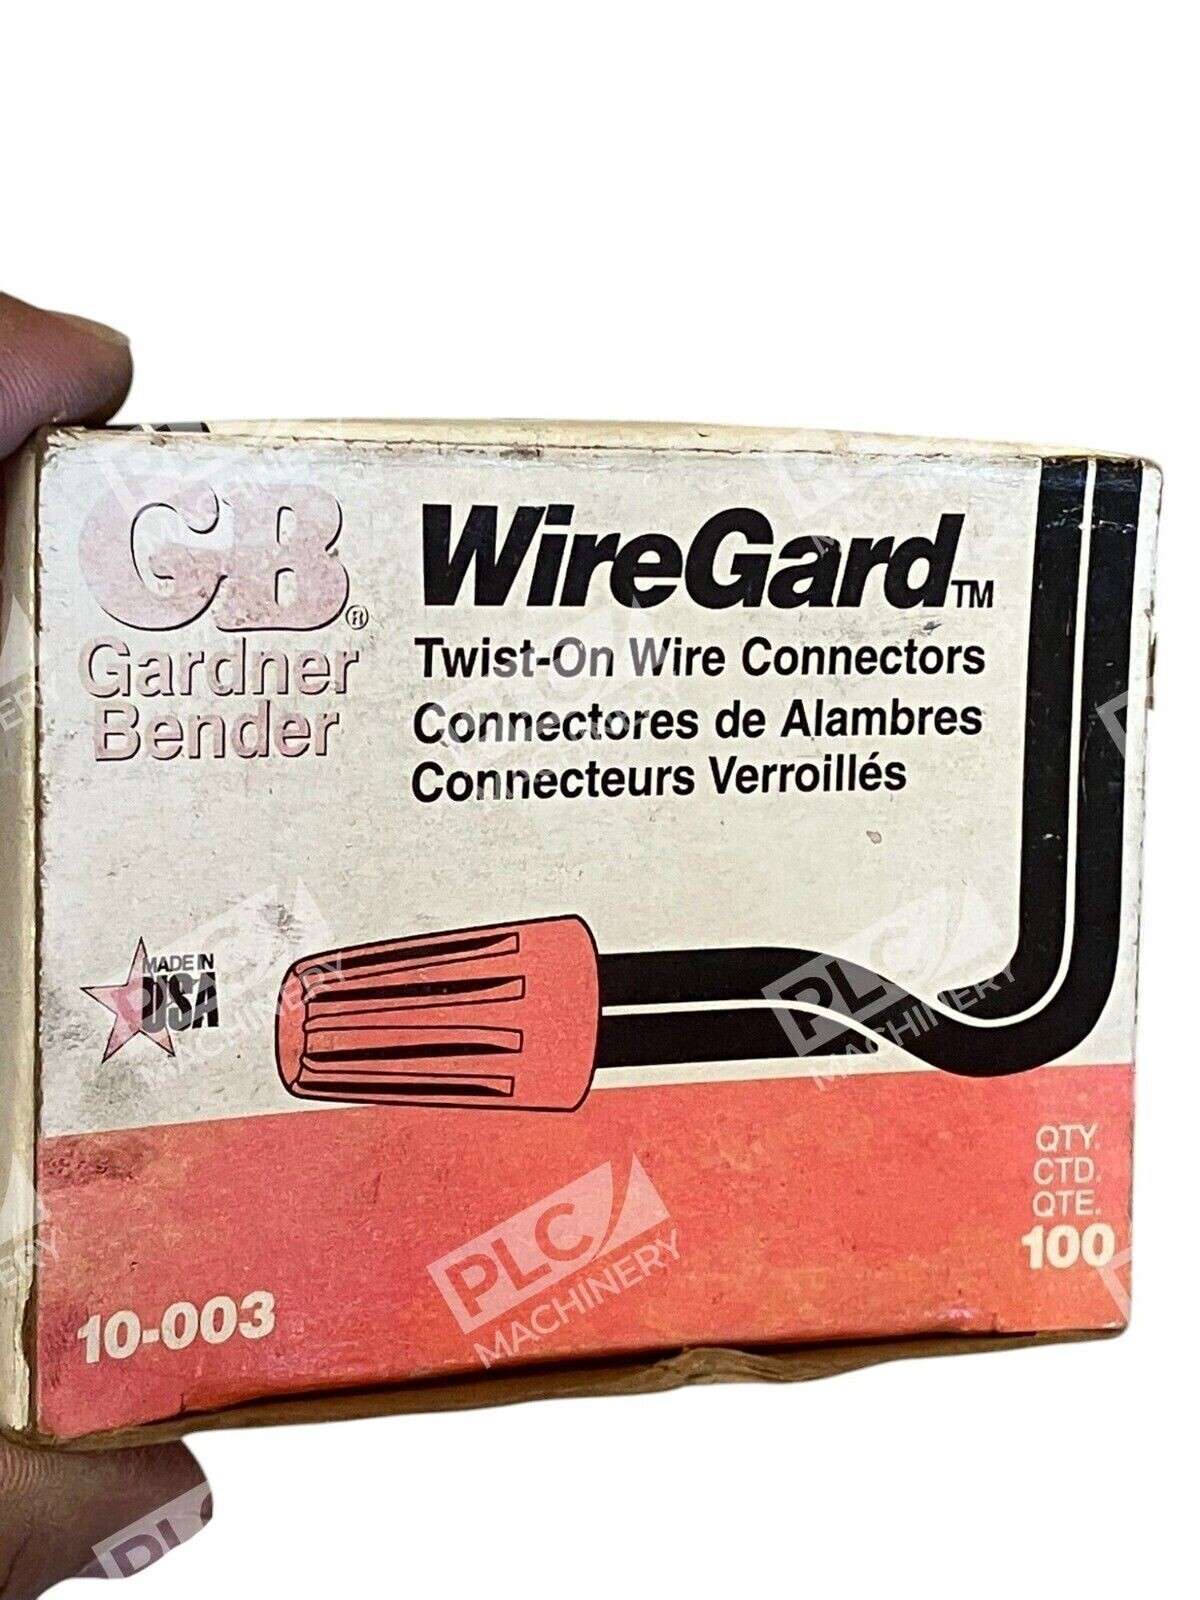 GB®
Gardner
Bender
WireGard™
Twist-On Wire Connectors
Connectores de Alambres
Connecteurs Verroillés
MADE IN
USA
QTY.
CTD.
QTE.
100
10-003
PLC
MACHINERY